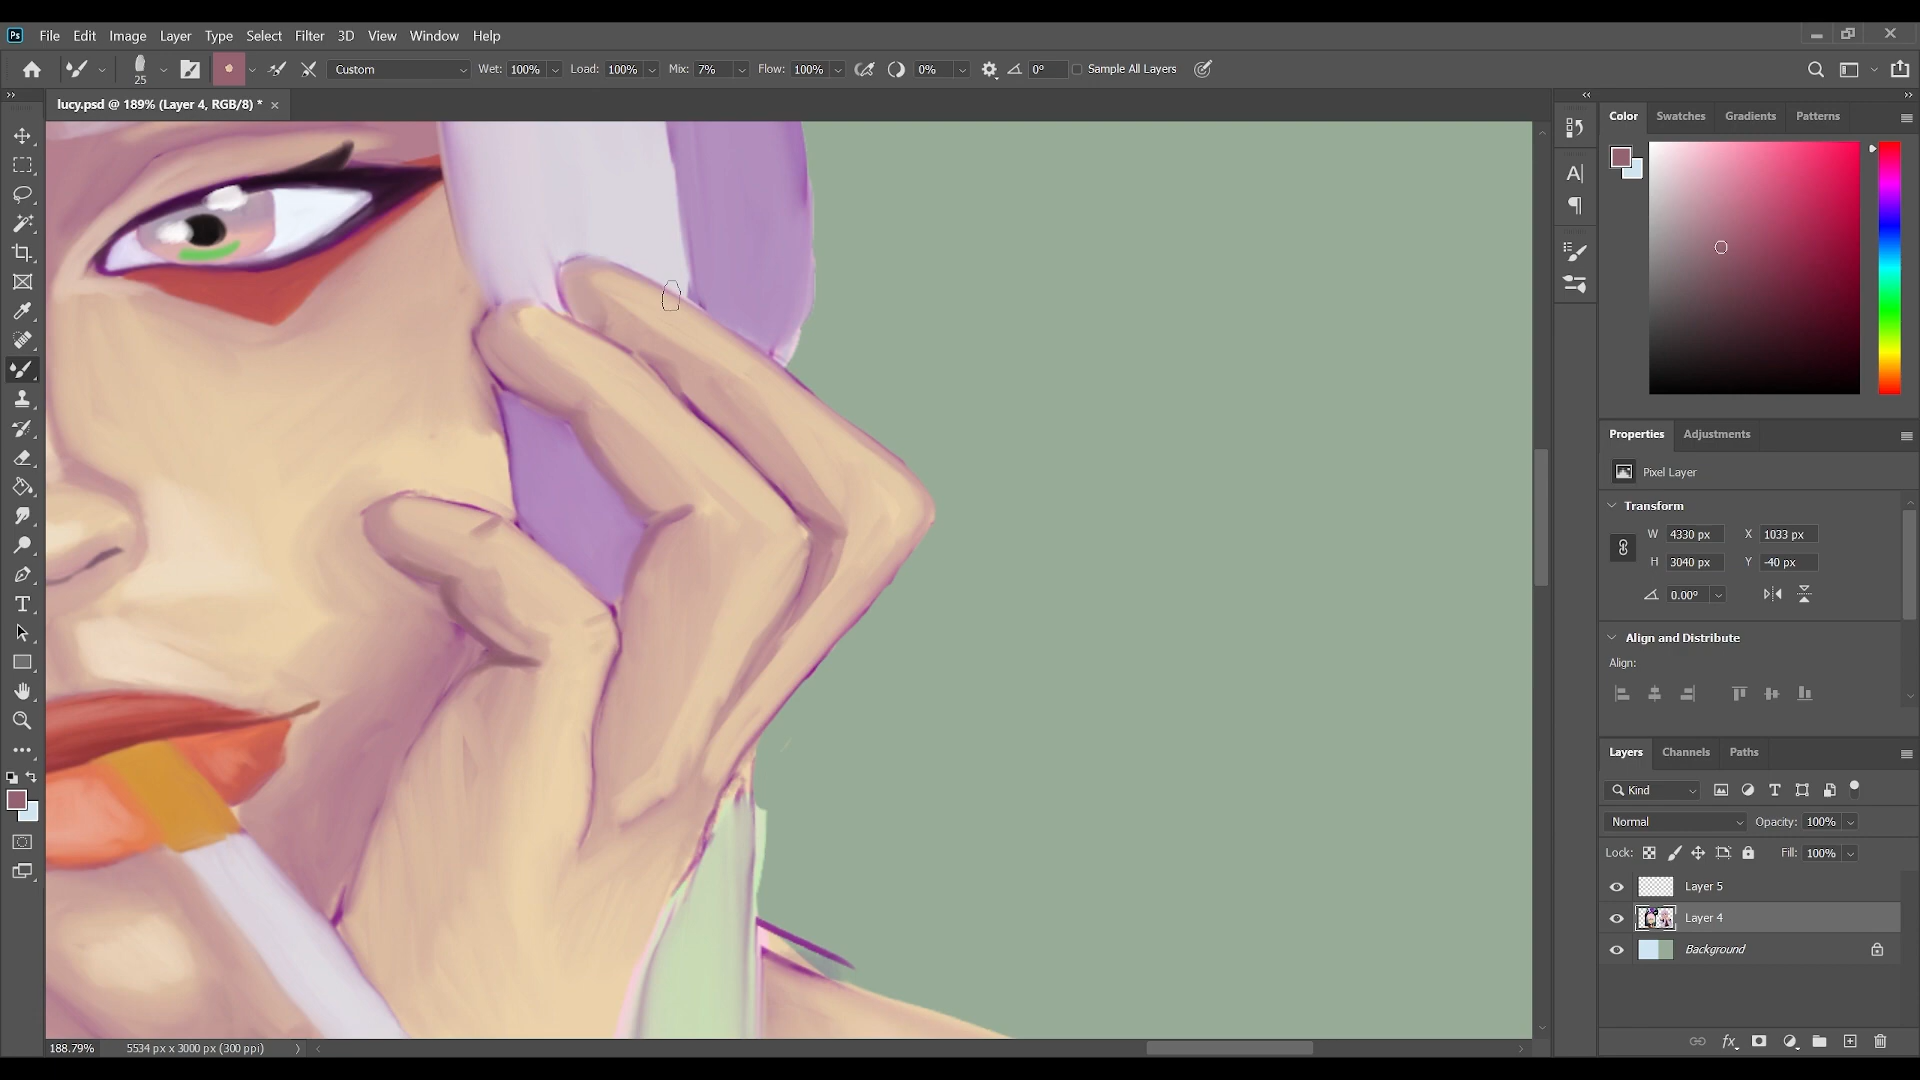 Ps File Edit Image Layer Type Select Filter 3D View Window Help
25 Custom Wet: 100% Load: 100% Mix: 7% Flow: 100% 0% 0° Sample All Layers
lucy.psd @ 189% (Layer 4, RGB/8) *
Color Swatches Gradients Patterns
Properties Adjustments
Pixel Layer
Transform
W 4330 px X 1033 px
H 3040 px Y -40 px
0.00°
Align and Distribute
Align:
Layers Channels Paths
Kind
Normal Opacity: 100%
Lock: Fill: 100%
Layer 5
Layer 4
Background
fx
188.79% 5534 px x 3000 px (300 ppi)